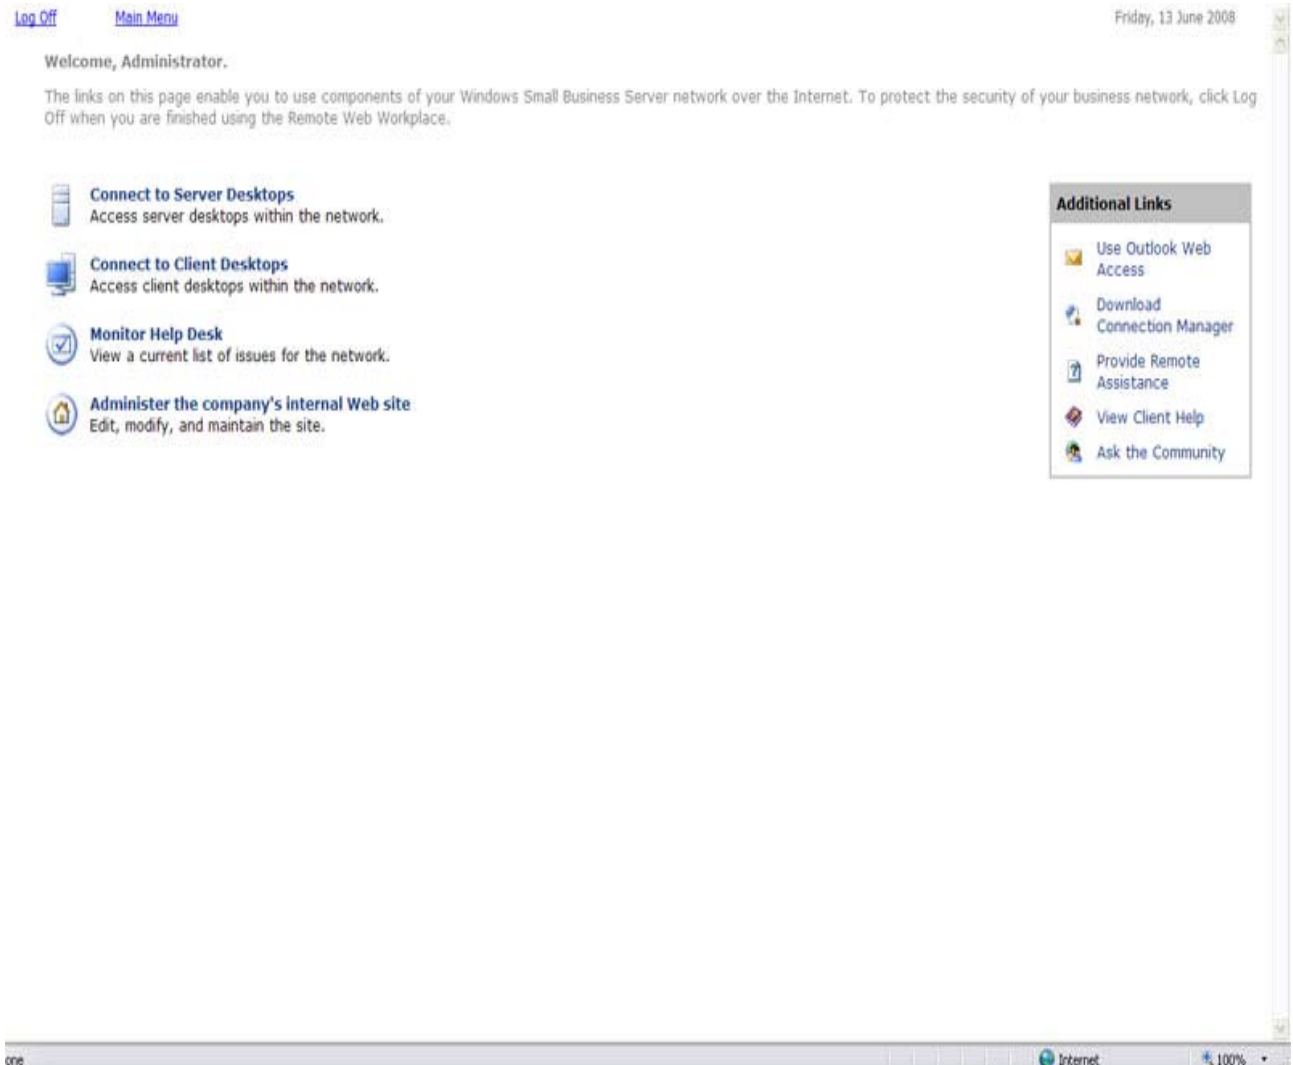 Log Off Main Menu Friday, 13 June 2008
Welcome, Administrator.
The links on this page enable you to use components of your Windows Small Business Server network over the Internet. To protect the security of your business network, click Log
Off when you are finished using the Remote Web Workplace.
Connect to Server Desktops
Access server desktops within the network.
Connect to Client Desktops
Access client desktops within the network.
Monitor Help Desk
View a current list of issues for the network.
Administer the company's internal Web site
Edit, modify, and maintain the site.
Additional Links
Use Outlook Web
Access
Download
Connection Manager
Provide Remote
Assistance
View Client Help
Ask the Community
one Internet 100%